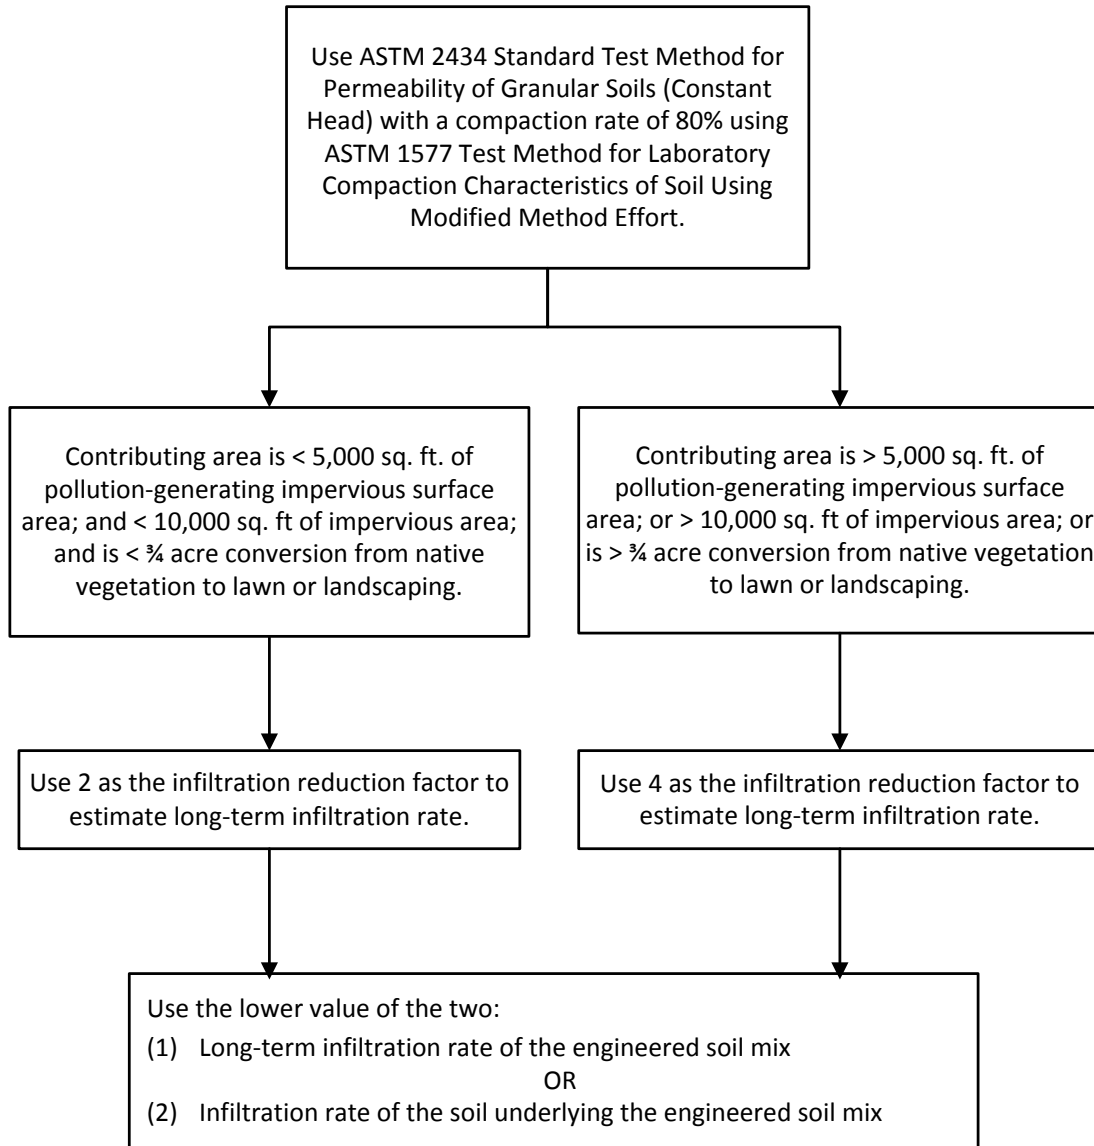 Use ASTM 2434 Standard Test Method for
Permeability of Granular Soils (Constant
Head) with a compaction rate of 80% using
ASTM 1577 Test Method for Laboratory
Compaction Characteristics of Soil Using
Modified Method Effort.
Contributing area is < 5,000 sq. ft. of
pollution-generating impervious surface
area; and < 10,000 sq. ft of impervious area;
and is < ¾ acre conversion from native
vegetation to lawn or landscaping.
Contributing area is > 5,000 sq. ft. of
pollution-generating impervious surface
area; or > 10,000 sq. ft of impervious area; or
is > ¾ acre conversion from native vegetation
to lawn or landscaping.
Use 2 as the infiltration reduction factor to
estimate long-term infiltration rate.
Use 4 as the infiltration reduction factor to
estimate long-term infiltration rate.
Use the lower value of the two:
(1) Long-term infiltration rate of the engineered soil mix
OR
(2) Infiltration rate of the soil underlying the engineered soil mix